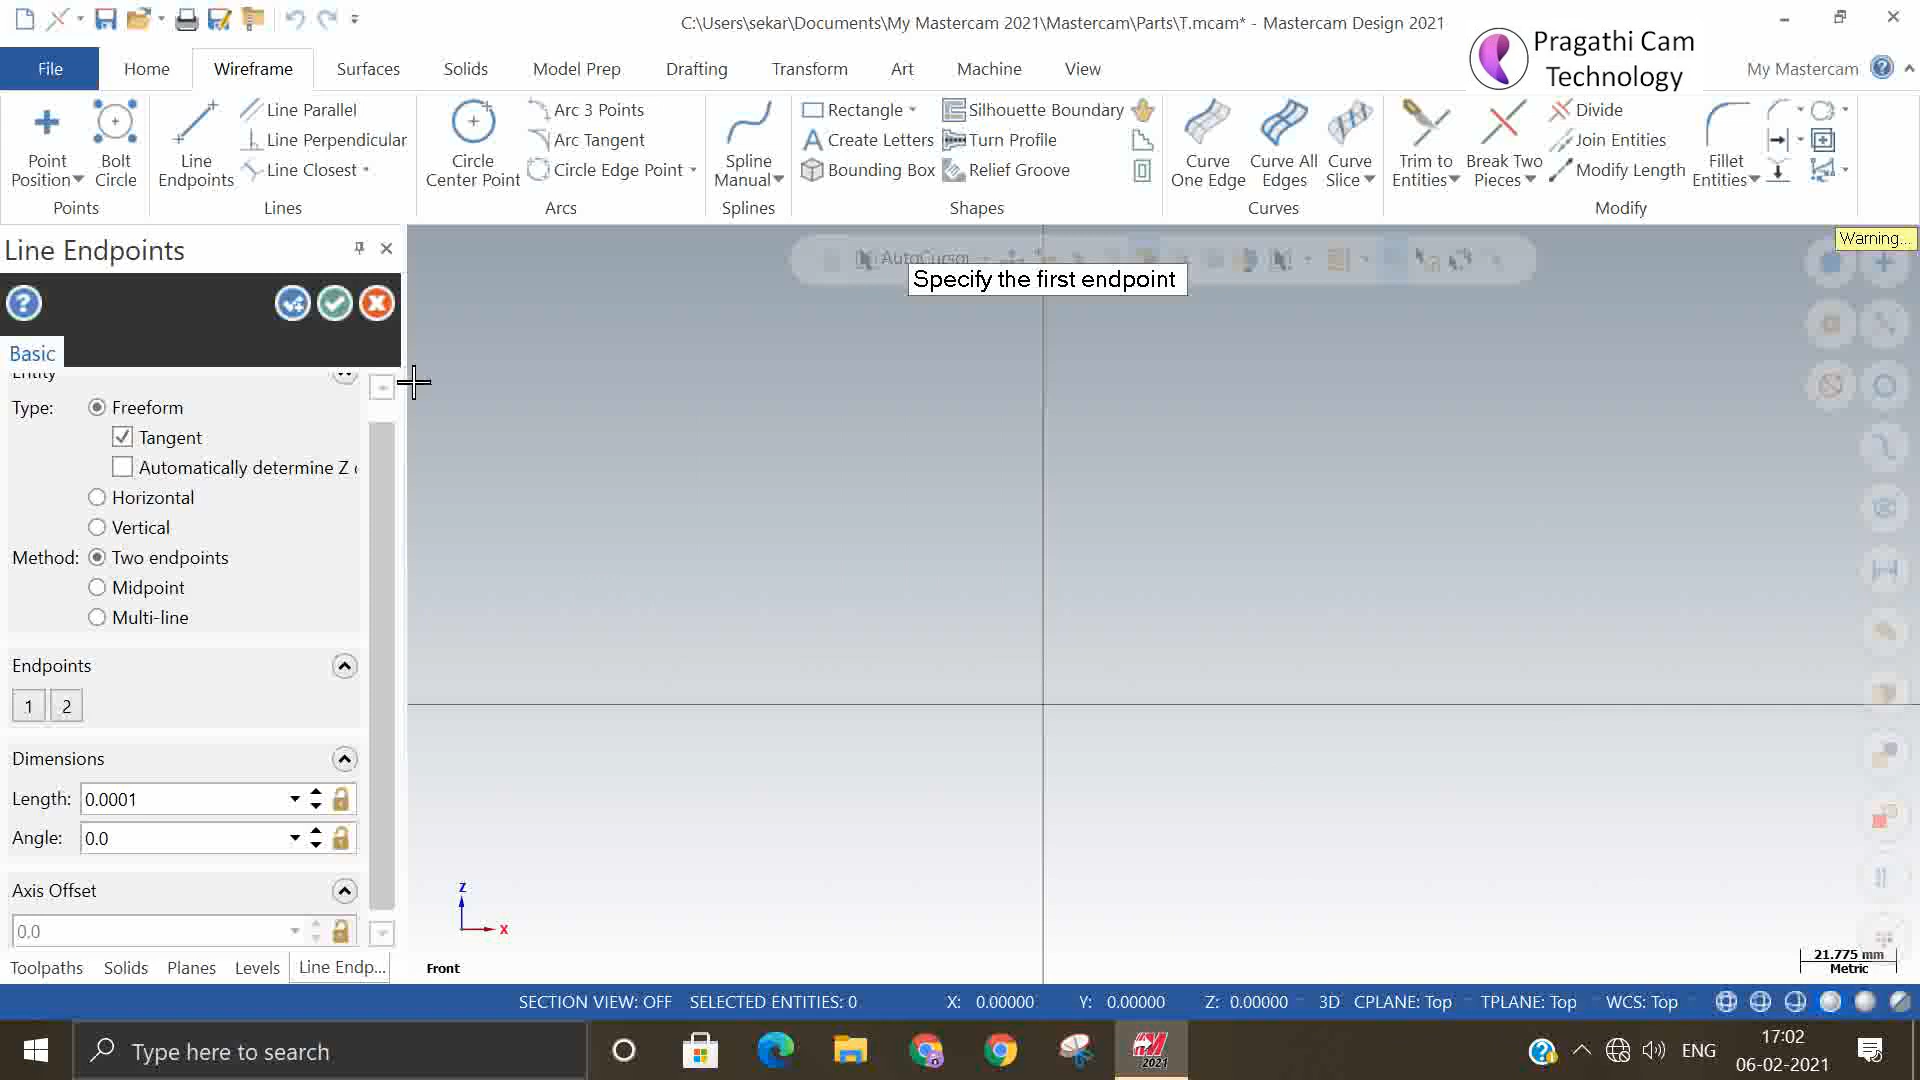 C:\Users\sekar\Documents\My Mastercam 2021\Mastercam\Parts\T.mcam* - Mastercam Design 2021
Pragathi Cam
Technology
File Home Wireframe Surfaces Solids Model Prep Drafting Transform Art Machine View My Mastercam
Point Position
Bolt Circle
Points
Line Endpoints
Line Parallel
Line Perpendicular
Line Closest
Lines
Circle Center Point
Arc 3 Points
Arc Tangent
Circle Edge Point
Arcs
Spline Manual
Splines
Rectangle
Create Letters
Bounding Box
Silhouette Boundary
Turn Profile
Relief Groove
Shapes
Curve One Edge
Curve All Edges
Curve Slice
Curves
Trim to Entities
Break Two Pieces
Divide
Join Entities
Modify Length
Fillet Entities
Modify
Line Endpoints
Warning...
AutoCursor
Specify the first endpoint
Basic
Entity
Type: Freeform
Tangent
Automatically determine Z
Horizontal
Vertical
Method: Two endpoints
Midpoint
Multi-line
Endpoints
1 2
Dimensions
Length: 0.0001
Angle: 0.0
Axis Offset
0.0
Z
X
Toolpaths Solids Planes Levels Line Endp...
Front
21.775 mm
Metric
SECTION VIEW: OFF SELECTED ENTITIES: 0 X: 0.00000 Y: 0.00000 Z: 0.00000 3D CPLANE: Top TPLANE: Top WCS: Top
Type here to search
2021
ENG
17:02
06-02-2021